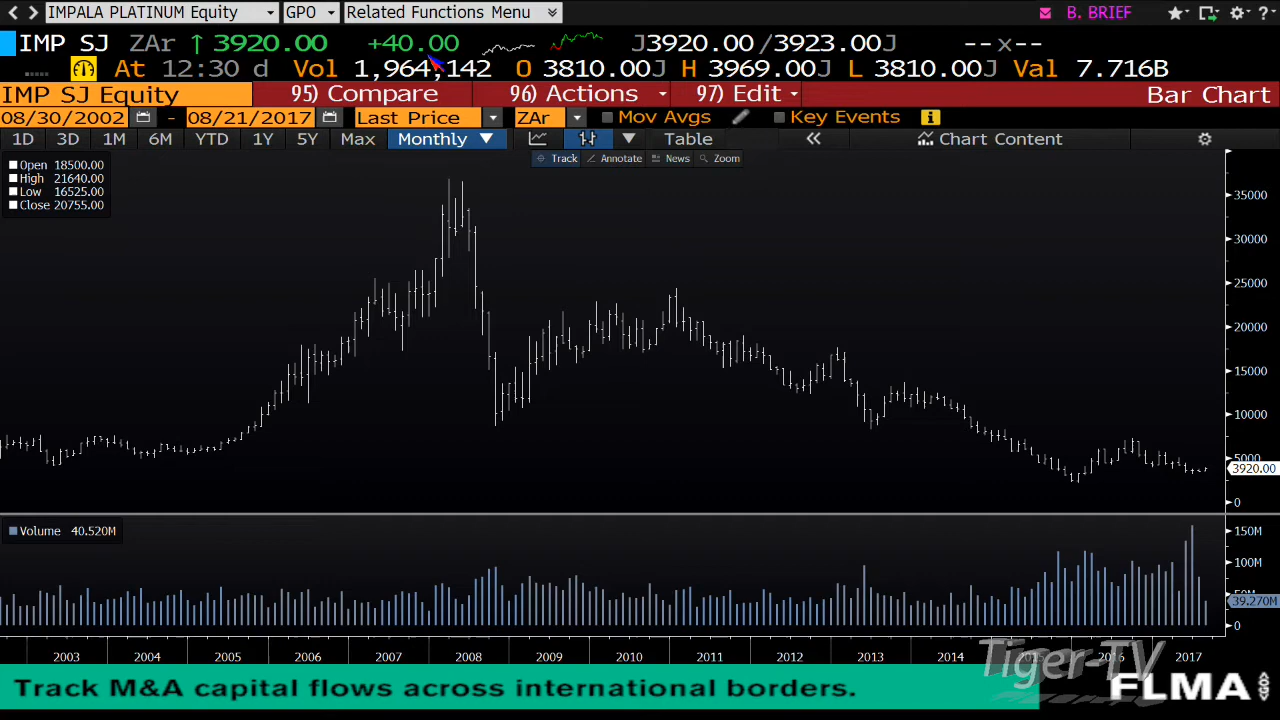 IMPALA PLATINUM Equity GPO Related Functions Menu B. BRIEF
IMP SJ ZAr ↑ 3920.00 +40.00 J3920.00/3923.00J --x--
At 12:30 d Vol 1,964,142 O 3810.00J H 3969.00J L 3810.00J Val 7.716B
IMP SJ Equity 95) Compare 96) Actions 97) Edit Bar Chart
08/30/2002 - 08/21/2017 Last Price ZAr Mov Avgs Key Events
1D 3D 1M 6M YTD 1Y 5Y Max Monthly Table Chart Content
Track Annotate News Zoom
Open 18500.00
High 21640.00
Low 16525.00
Close 20755.00
35000
30000
25000
20000
15000
10000
5000
3920.00
0
Volume 40.520M
150M
100M
50M
39.270M
0
2003 2004 2005 2006 2007 2008 2009 2010 2011 2012 2013 2014 2015 2016 2017
Tiger-TV
Track M&A capital flows across international borders.
FLMA